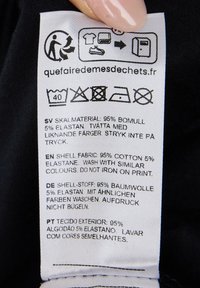 quefairedemesdechets.fr
40
SV SKALMATERIAL: 95% BOMULL
5% ELASTAN. TVÄTTA MED
LIKNANDE FÄRGER. STRYK INTE PÅ
TRYCK.
EN SHELL FABRIC: 95% COTTON 5%
ELASTANE. WASH WITH SIMILAR
COLOURS. DO NOT IRON ON PRINT.
DE SHELL-STOFF: 95% BAUMWOLLE
5% ELASTAN. MIT ÄHNLICHEN
FARBEN WASCHEN. AUFDRUCK
NICHT BÜGELN.
PT TECIDO EXTERIOR: 95%
ALGODÃO 5% ELASTANO. LAVAR
COM CORES SEMELHANTES.